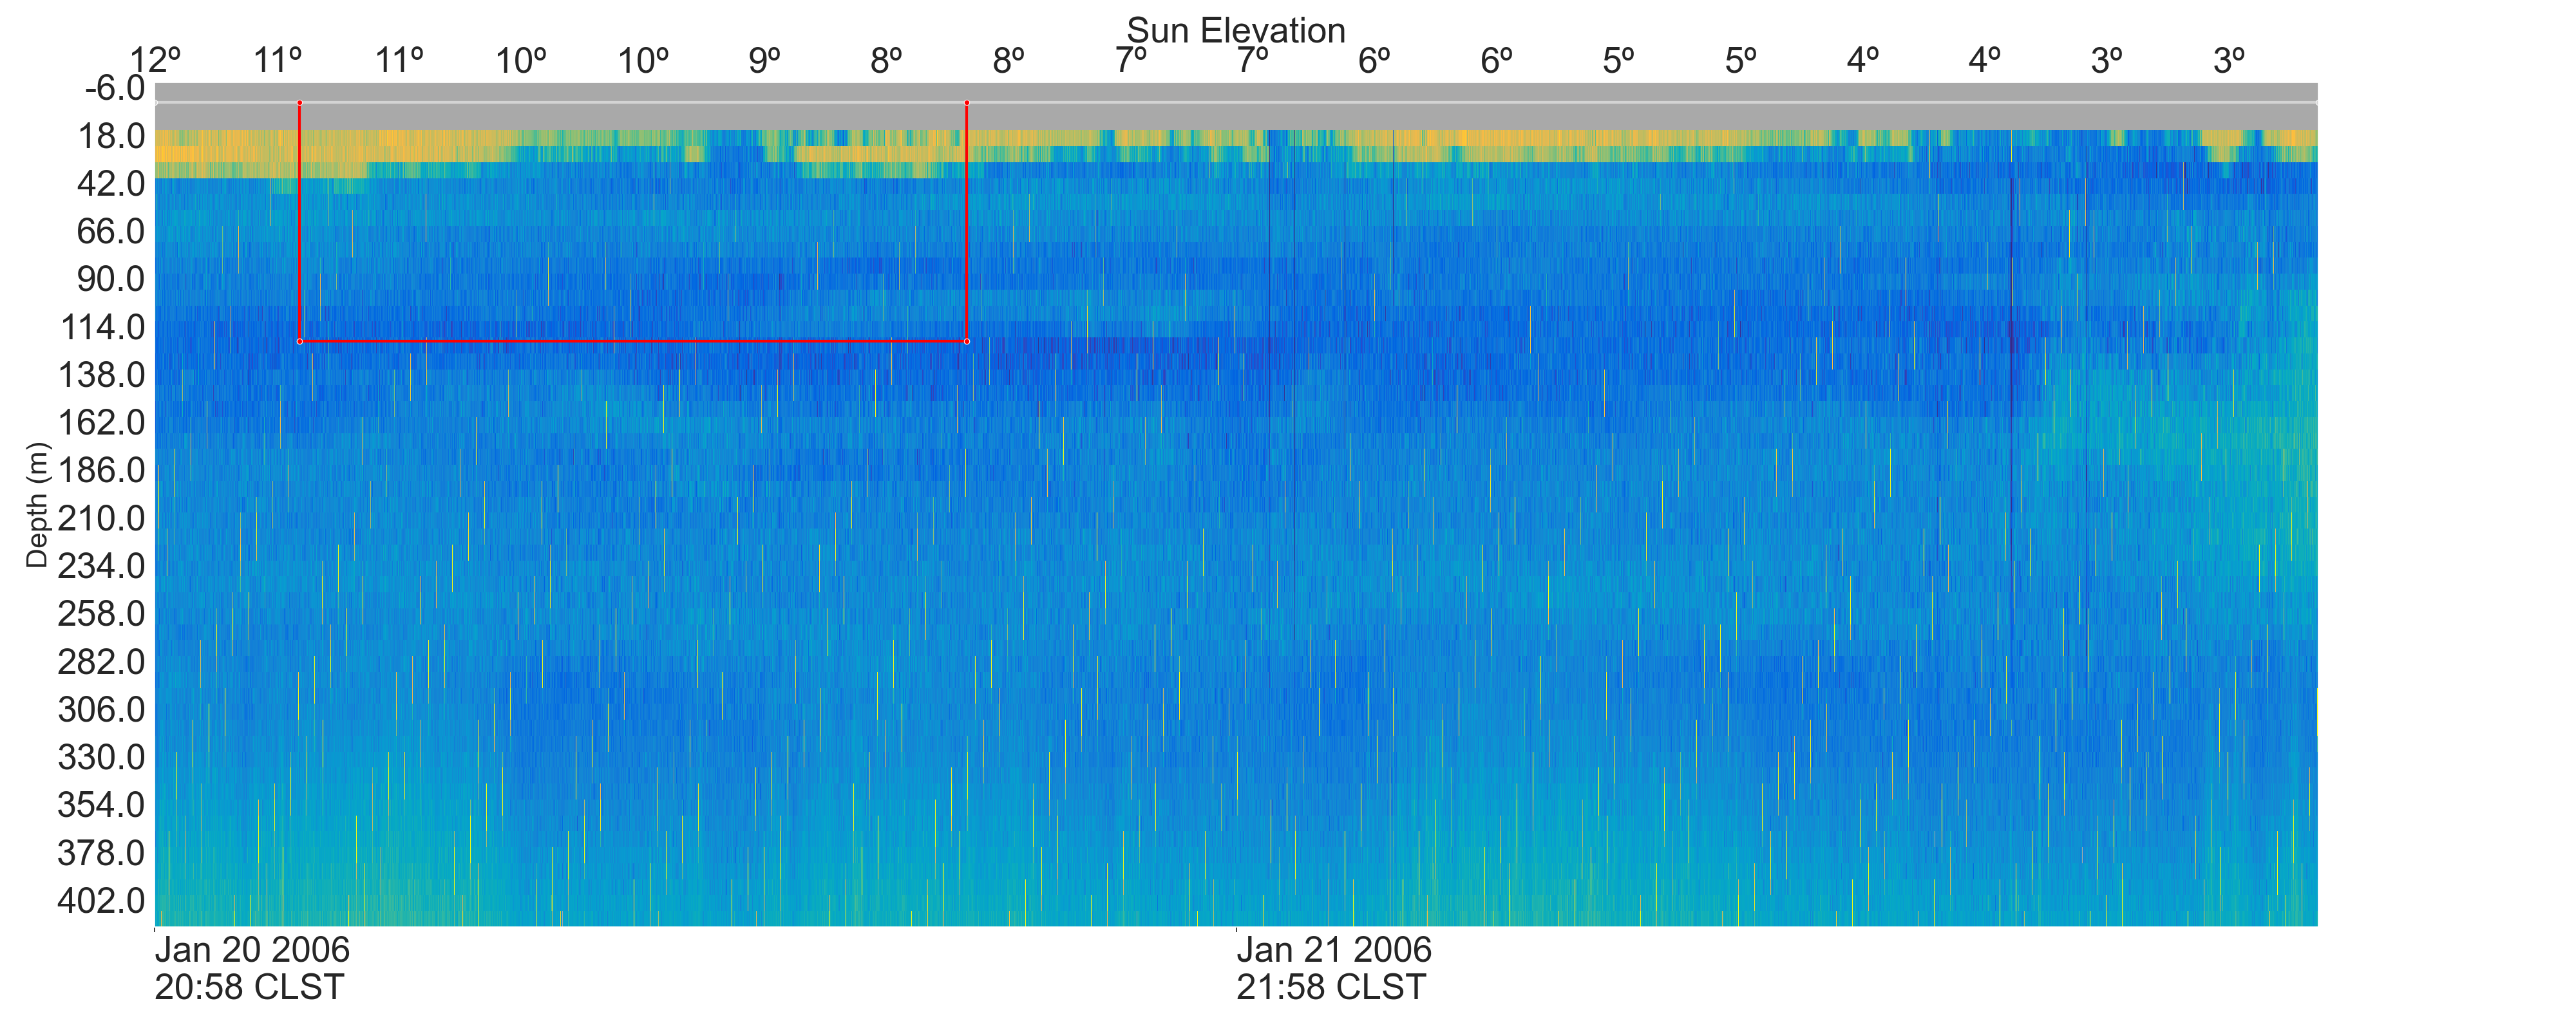 Sun Elevation
12º 11º 11º 10º 10º 9º 8º 8º 7º 7º 6º 6º 5º 5º 4º 4º 3º 3º
-6.0
18.0
42.0
66.0
90.0
114.0
138.0
162.0
186.0
210.0
234.0
258.0
282.0
306.0
330.0
354.0
378.0
402.0
Depth (m)
Jan 20 2006
20:58 CLST
Jan 21 2006
21:58 CLST